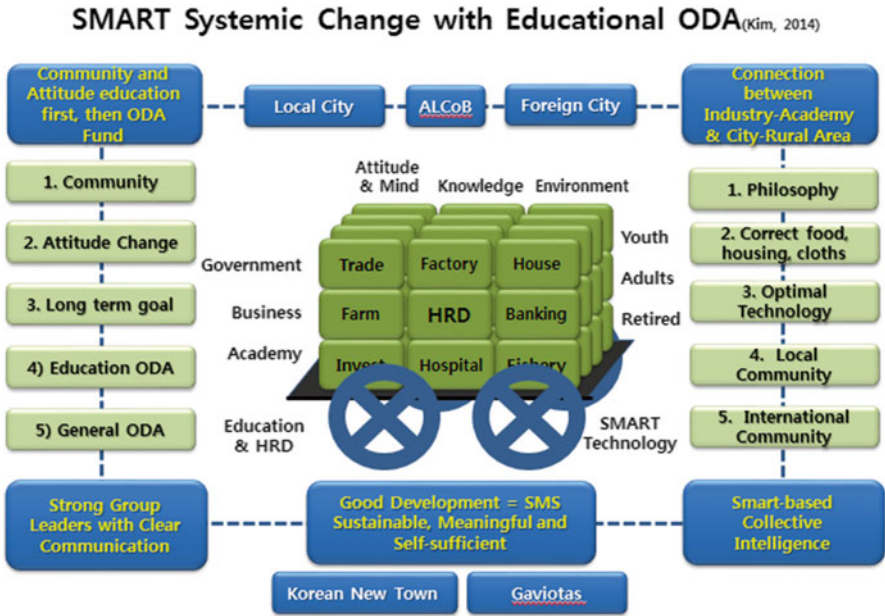 SMART Systemic Change with Educational ODA(Kim, 2014)
Community and
Attitude education
first, then ODA
Fund
Local City
ALCoB
Foreign City
Connection
between
Industry-Academy
& City-Rural Area
1. Community
2. Attitude Change
3. Long term goal
4) Education ODA
5) General ODA
Attitude
& Mind
Knowledge
Environment
Government
Business
Academy
Trade
Factory
House
Farm
HRD
Banking
Invest
Hospital
Fishery
Youth
Adults
Retired
Education
& HRD
SMART
Technology
1. Philosophy
2. Correct food,
housing, cloths
3. Optimal
Technology
4. Local
Community
5. International
Community
Strong Group
Leaders with Clear
Communication
Good Development = SMS
Sustainable, Meaningful and
Self-sufficient
Smart-based
Collective
Intelligence
Korean New Town
Gaviotas